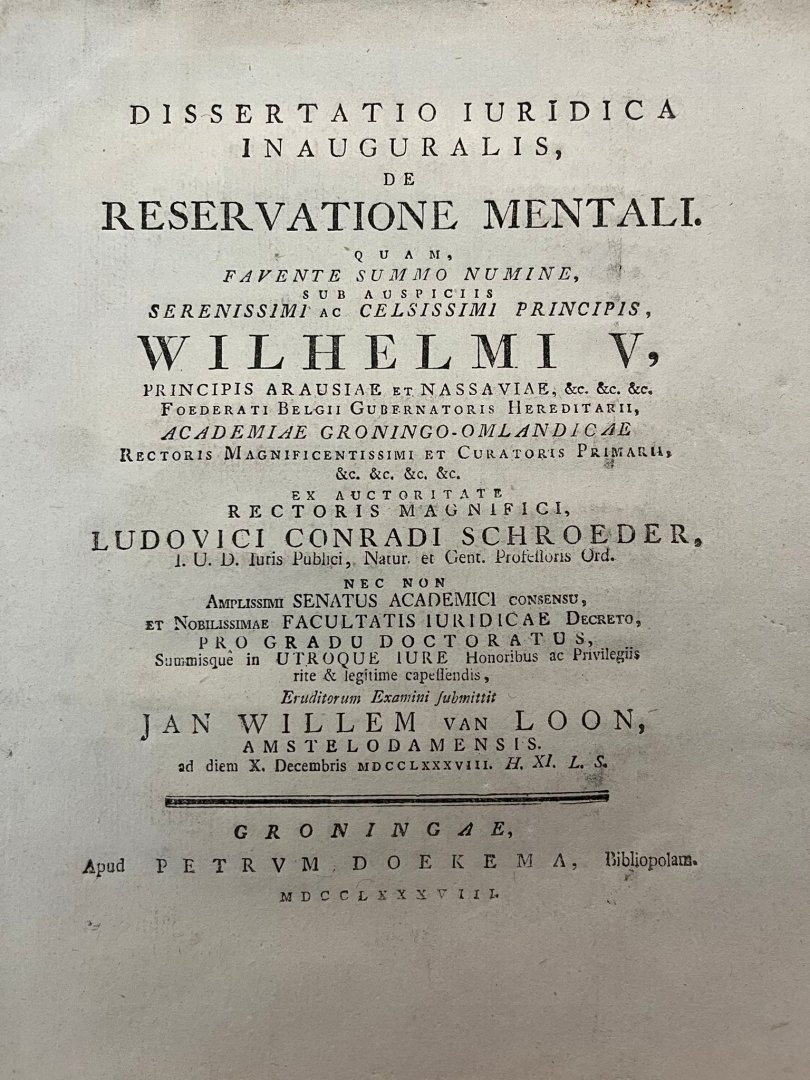 DISSERTATIO IURIDICA
INAUGURALIS,
DE
RESERVATIONE MENTALI.
QUAM,
FAVENTE SUMMO NUMINE,
SUB AUSPICIIS
SERENISSIMI AC CELSISSIMI PRINCIPIS,
WILHELMI V,
PRINCIPIS ARAUSIAE ET NASSAVIAE, &c. &c. &c.
FOEDERATI BELGII GUBERNATORIS HEREDITARII,
ACADEMIAE GRONINGO-OMLANDICAE
RECTORIS MAGNIFICENTISSIMI ET CURATORIS PRIMARII,
&c. &c. &c. &c.
EX AUCTORITATE
RECTORIS MAGNIFICI,
LUDOVICI CONRADI SCHROEDER,
I. U. D. Iuris Publici, Natur. et Gent. Profeſſoris Ord.
NEC NON
AMPLISSIMI SENATUS ACADEMICI CONSENSU,
ET NOBILISSIMAE FACULTATIS IURIDICAE DECRETO,
PRO GRADU DOCTORATUS,
Summisquê in UTROQUE IURE Honoribus ac Privilegiis
rite & legitime capeſſendis,
Eruditorum Examini ſubmittit
JAN WILLEM VAN LOON,
AMSTELODAMENSIS.
ad diem X. Decembris MDCCLXXXVIII. H. XI. L. S.
GRONINGAE,
Apud PETRVM DOEKEMA, Bibliopolam.
MDCCLXXXVIII.